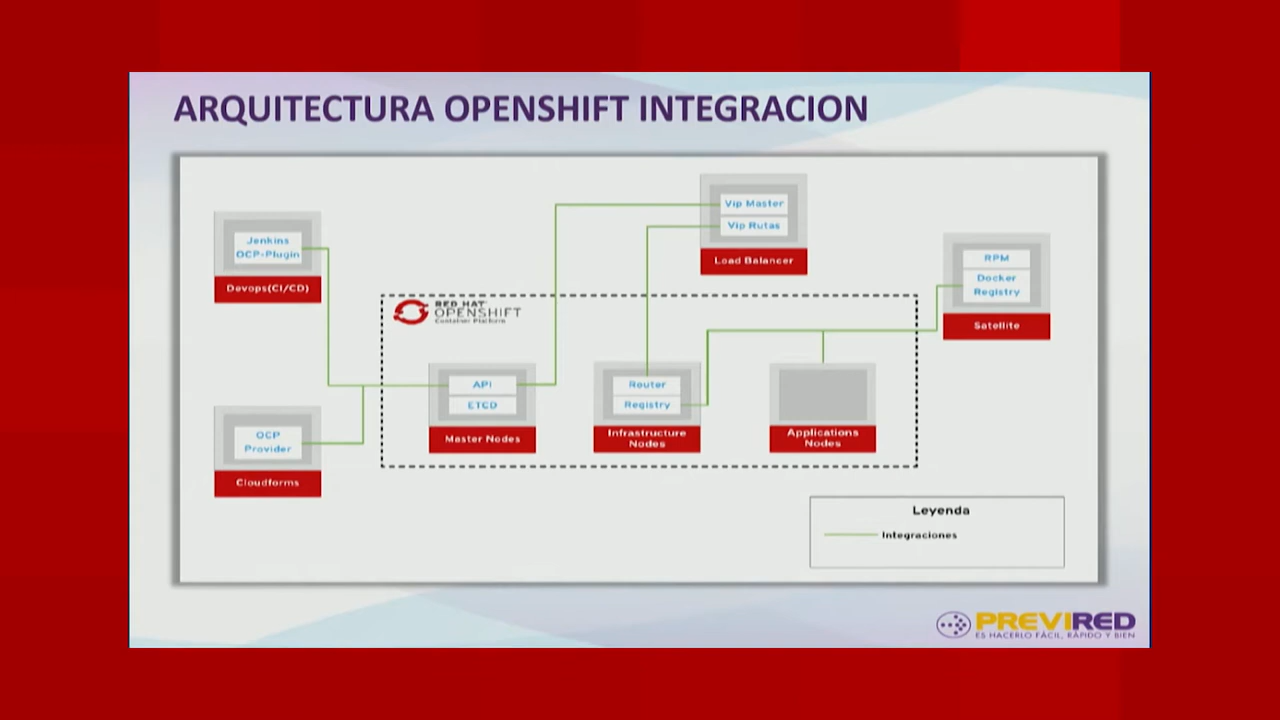 ARQUITECTURA OPENSHIFT INTEGRACION
Jenkins
OCP-Plugin
Devops(CI/CD)
Vip Master
Vip Rutas
Load Balancer
RPM
Docker
Registry
Satellite
RED HAT
OPENSHIFT
Container Platform
API
ETCD
Master Nodes
Router
Registry
Infrastructure
Nodes
Applications
Nodes
OCP
Provider
Cloudforms
Leyenda
Integraciones
PREVIRED
ES HACERLO FÁCIL, RÁPIDO Y BIEN